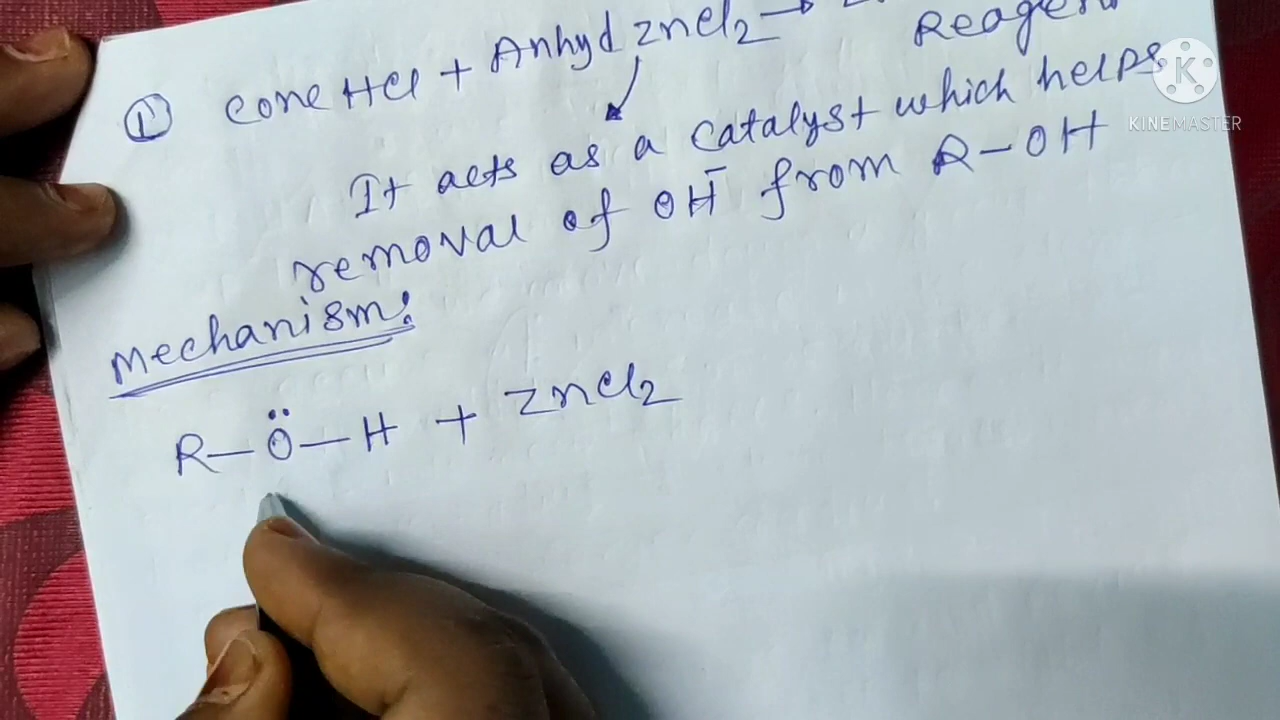 ① Conc HCl + Anhyd ZnCl2 →
Reagent
It acts as a catalyst which helps
removal of OH⁻ from R-OH
Mechanism:
R-Ö-H + ZnCl2
K
KINEMASTER